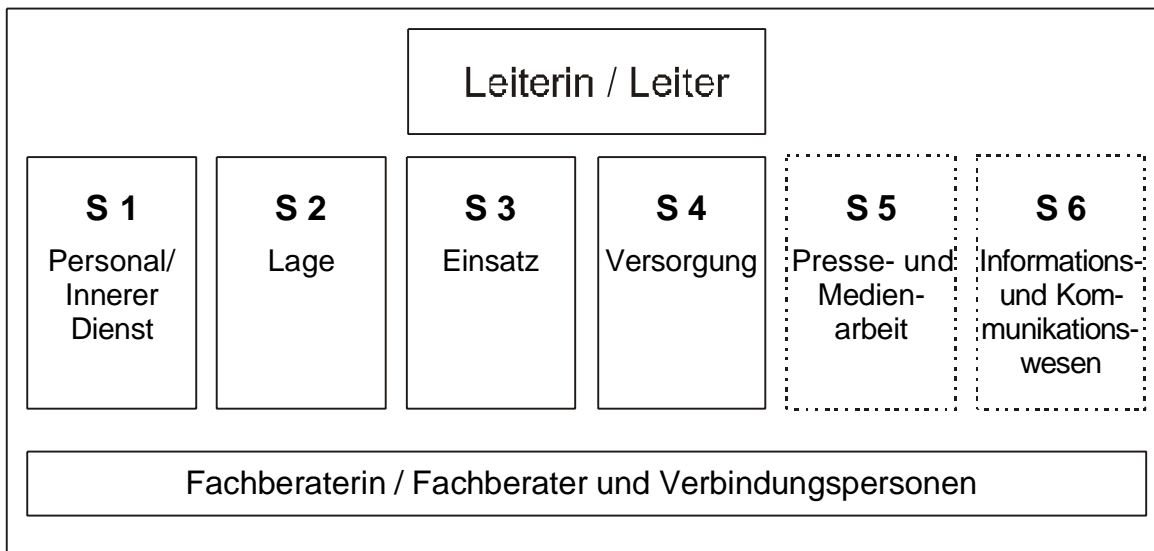 Leiterin / Leiter
S 1
Personal/
Innerer
Dienst
S 2
Lage
S 3
Einsatz
S 4
Versorgung
S 5
Presse- und
Medien-
arbeit
S 6
Informations-
und Kom-
munikations-
wesen
Fachberaterin / Fachberater und Verbindungspersonen